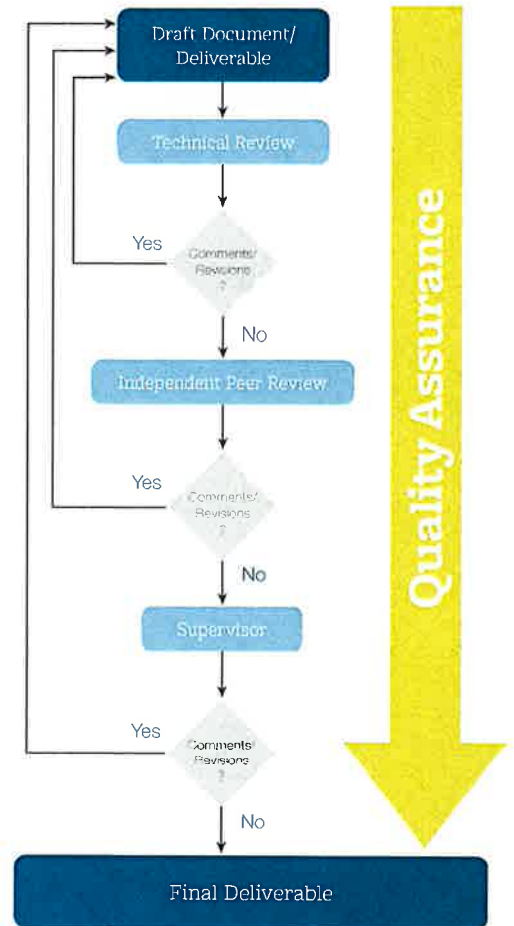 Draft Document/
Deliverable
Technical Review
Yes
Comments/
Revisions
?
No
Independent Peer Review
Yes
Comments/
Revisions
?
No
Supervisor
Yes
Comments/
Revisions
?
No
Final Deliverable
Quality Assurance